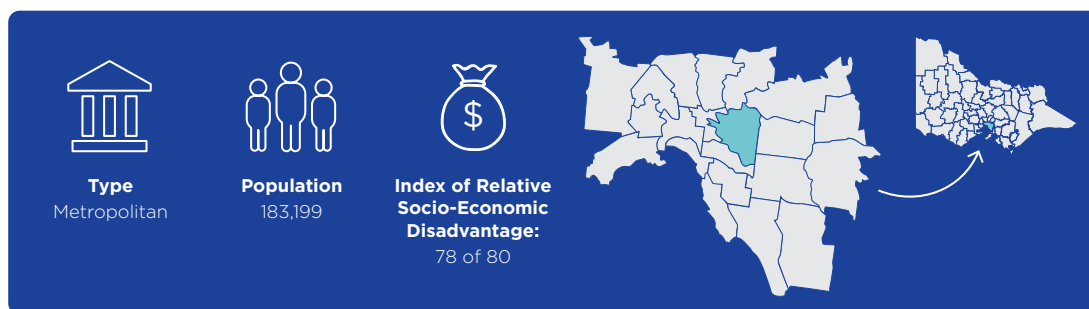 Type
Metropolitan
Population
183,199
$
Index of Relative
Socio-Economic
Disadvantage:
78 of 80